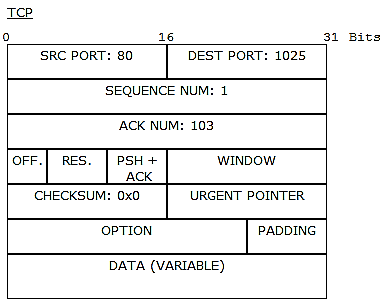 TCP
0 16 31 Bits
SRC PORT: 80 DEST PORT: 1025
SEQUENCE NUM: 1
ACK NUM: 103
OFF. RES. PSH + ACK WINDOW
CHECKSUM: 0x0 URGENT POINTER
OPTION PADDING
DATA (VARIABLE)